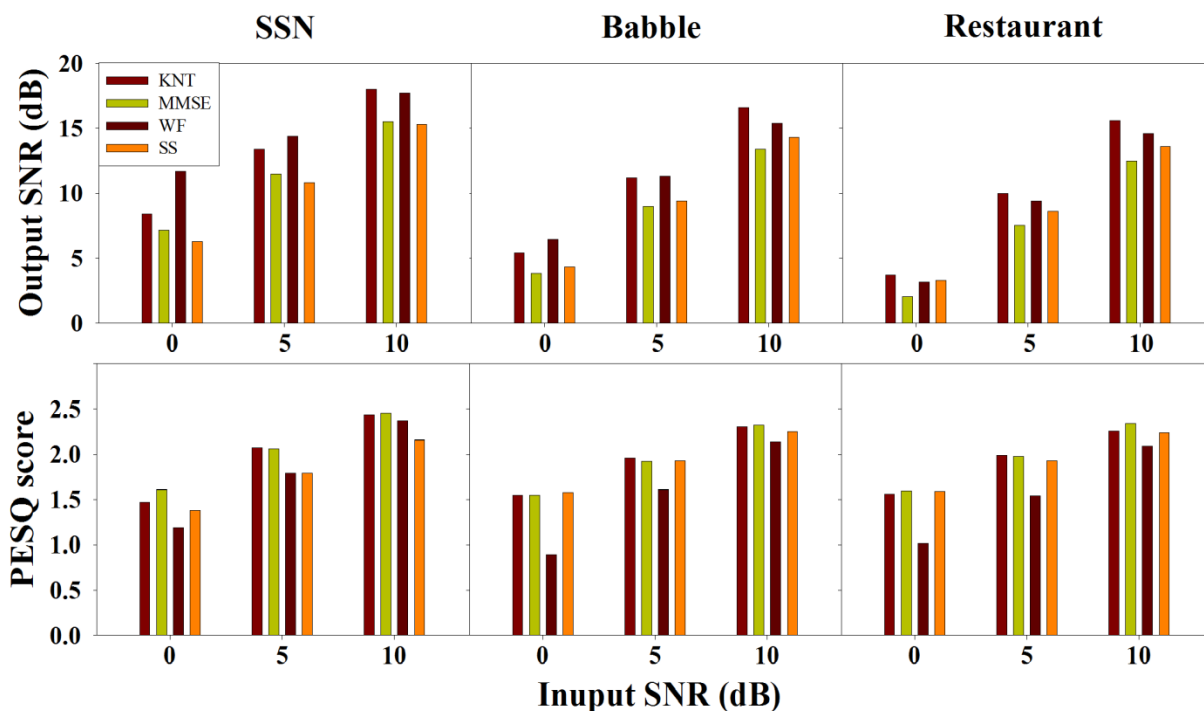 SSN Babble Restaurant
Output SNR (dB)
20
15
10
5
0
KNT
MMSE
WF
SS
0 5 10 0 5 10 0 5 10
PESQ score
2.5
2.0
1.5
1.0
0.5
0.0
0 5 10 0 5 10 0 5 10
Inuput SNR (dB)